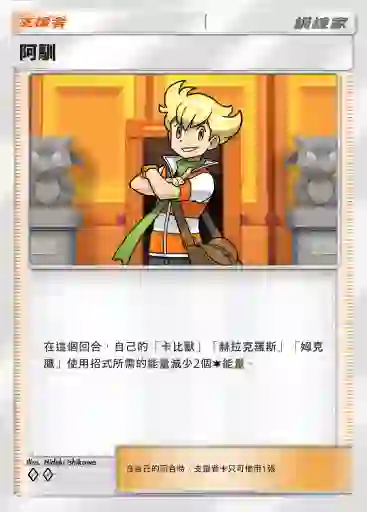 支援者
訓練家
阿馴
在這個回合,自己的「卡比獸」「赫拉克羅斯」「姆克
鷹」使用招式所需的能量減少2個✷能量。
Illus. Hideki Ishikawa
在自己的回合時,支援者卡只可使用1張